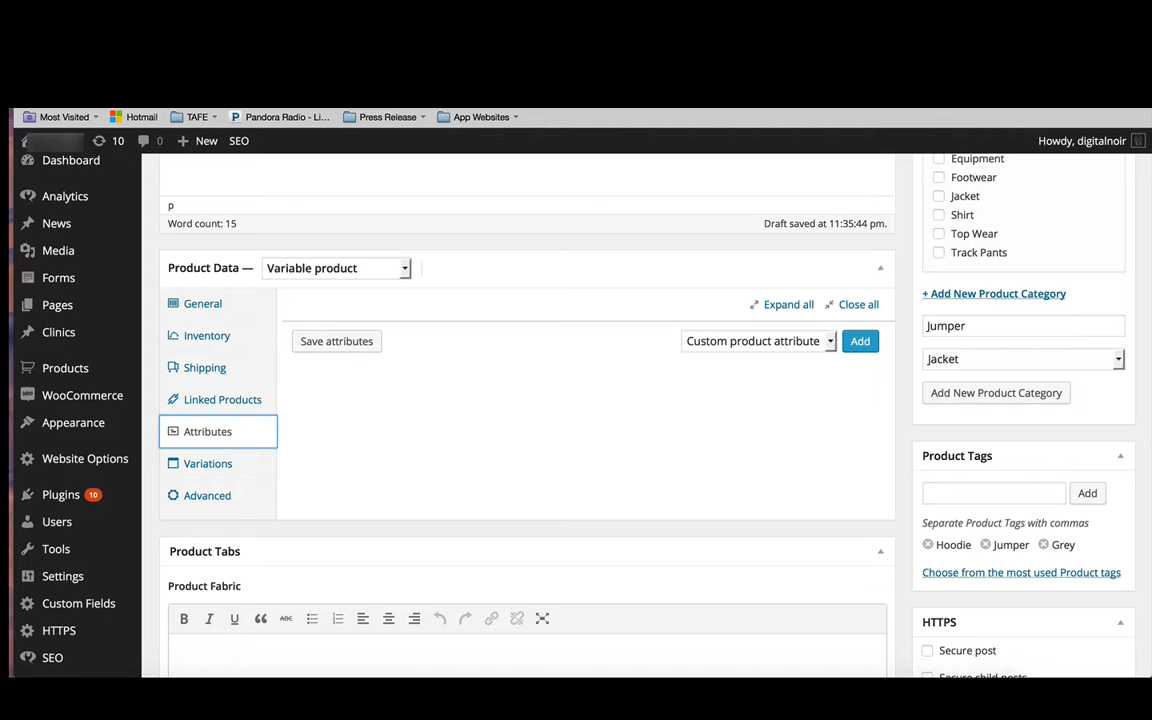 Most Visited Hotmail TAFE Pandora Radio - Li... Press Release App Websites
10 0 New SEO Howdy, digitalnoir
Dashboard
Analytics
News
Media
Forms
Pages
Clinics
Products
WooCommerce
Appearance
Website Options
Plugins 10
Users
Tools
Settings
Custom Fields
HTTPS
SEO
p
Word count: 15 Draft saved at 11:35:44 pm.
Product Data — Variable product
General
Inventory
Shipping
Linked Products
Attributes
Variations
Advanced
Expand all Close all
Save attributes Custom product attribute Add
Product Tabs
Product Fabric
B I U ABC
Equipment
Footwear
Jacket
Shirt
Top Wear
Track Pants
+ Add New Product Category
Jumper
Jacket
Add New Product Category
Product Tags
Add
Separate Product Tags with commas
Hoodie Jumper Grey
Choose from the most used Product tags
HTTPS
Secure post
Secure child posts